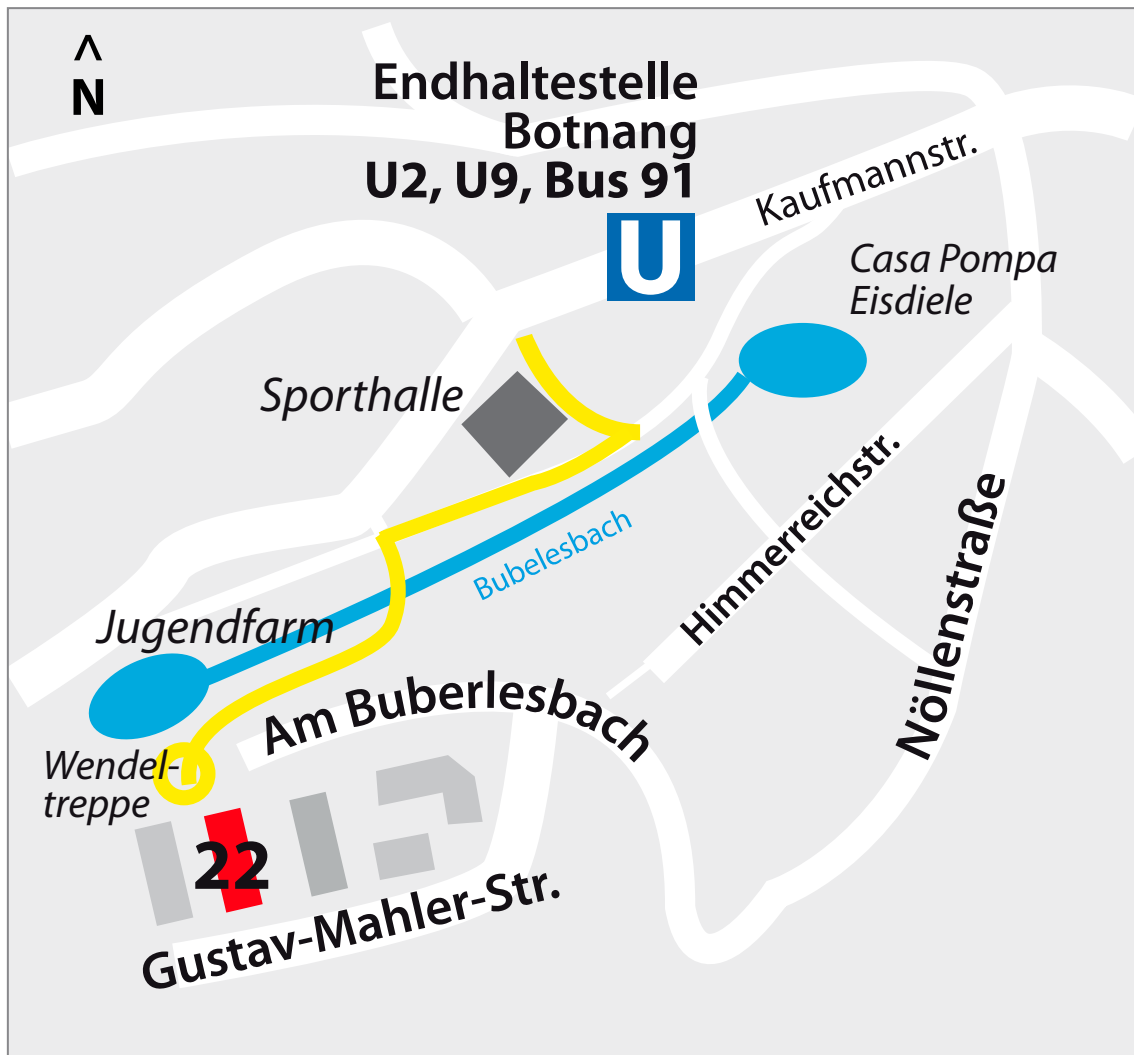 ^
N
Endhaltestelle
Botnang
U2, U9, Bus 91
U
Kaufmannstr.
Casa Pompa
Eisdiele
Sporthalle
Himmerreichstr.
Nöllenstraße
Bubelesbach
Jugendfarm
Am Buberlesbach
Wendel-
treppe
22
Gustav-Mahler-Str.